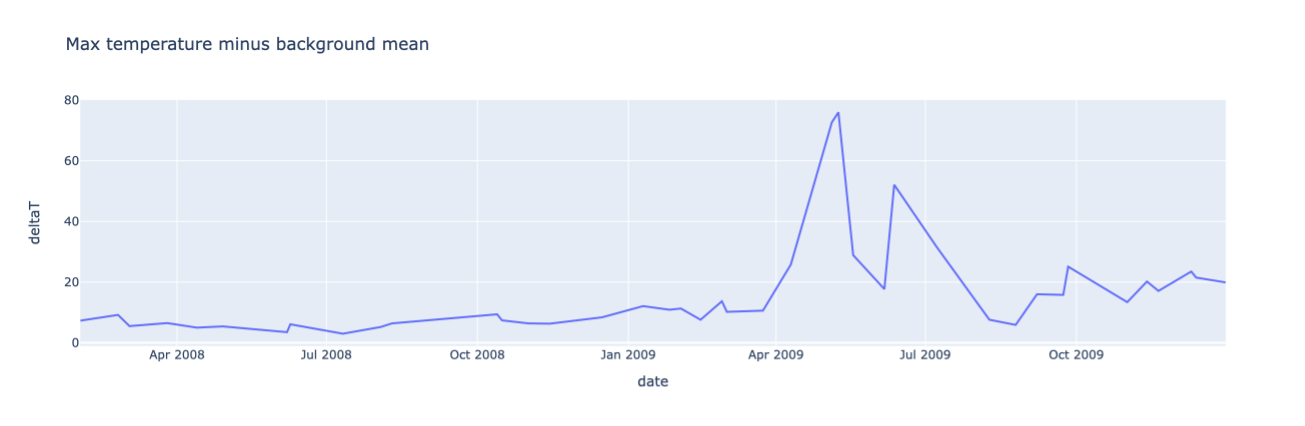 Max temperature minus background mean
80
60
40
20
0
deltaT
Apr 2008
Jul 2008
Oct 2008
Jan 2009
Apr 2009
Jul 2009
Oct 2009
date